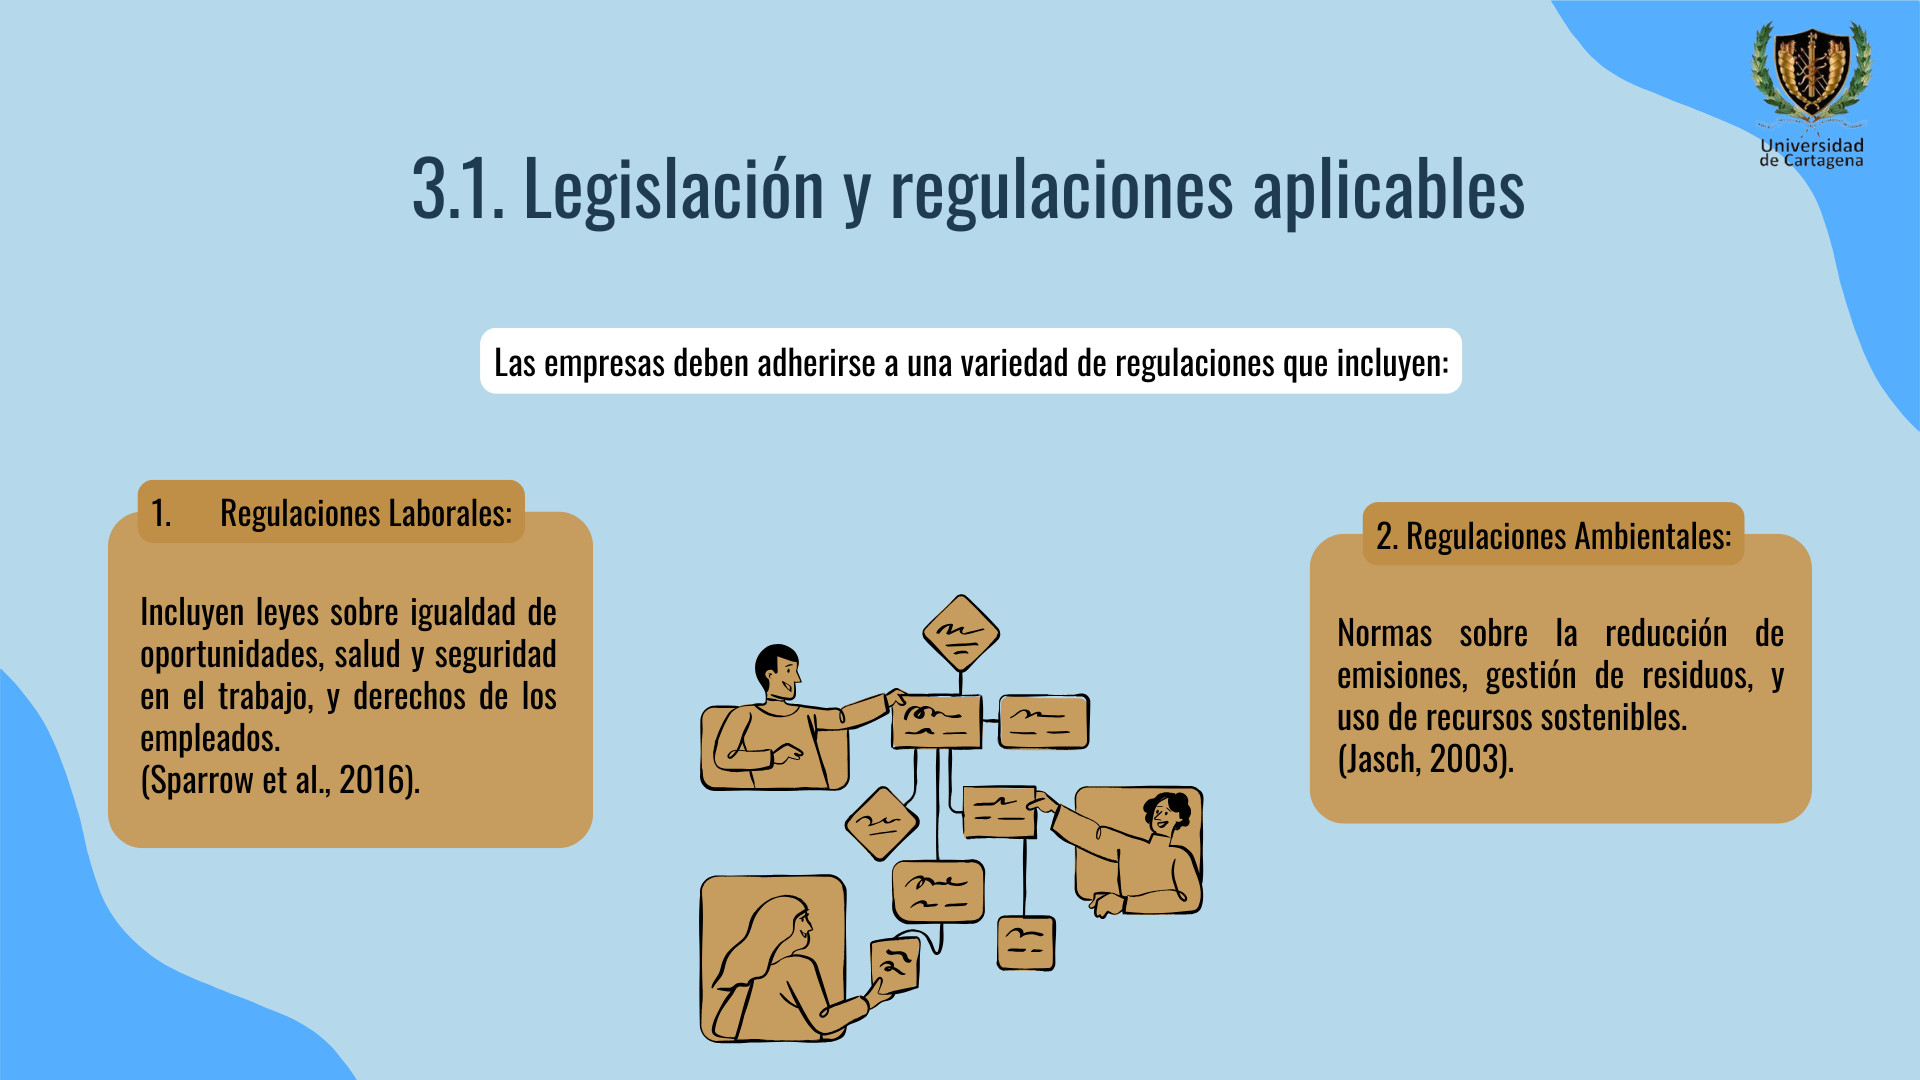 Universidad
de Cartagena
3.1. Legislación y regulaciones aplicables
Las empresas deben adherirse a una variedad de regulaciones que incluyen:
1. Regulaciones Laborales:
Incluyen leyes sobre igualdad de
oportunidades, salud y seguridad
en el trabajo, y derechos de los
empleados.
(Sparrow et al., 2016).
2. Regulaciones Ambientales:
Normas sobre la reducción de
emisiones, gestión de residuos, y
uso de recursos sostenibles.
(Jasch, 2003).